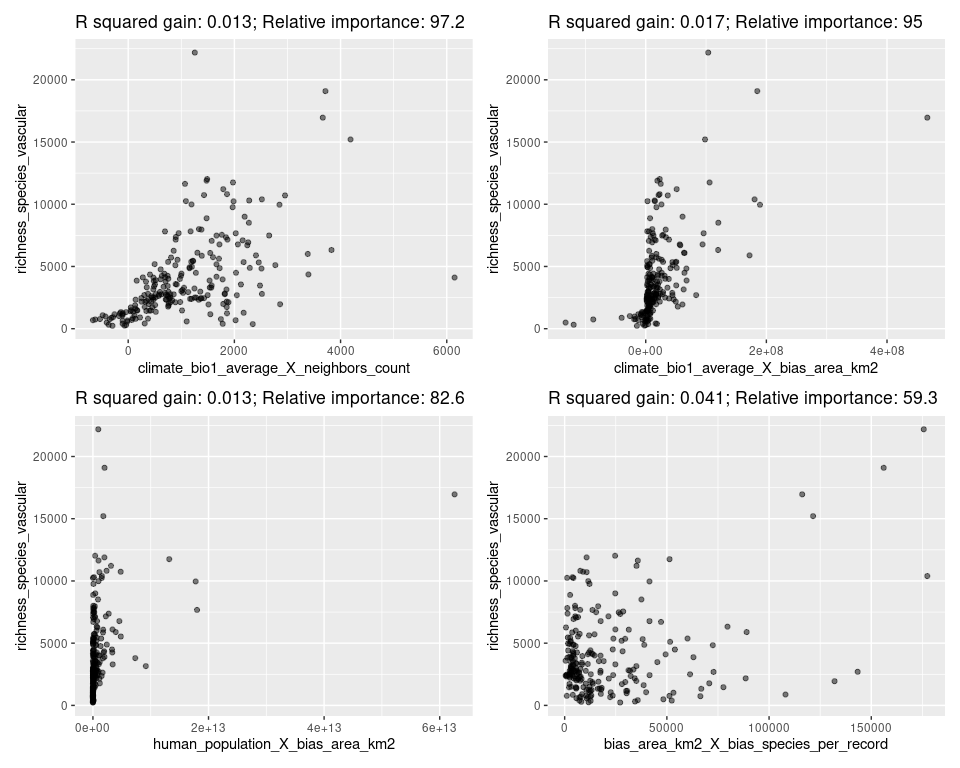 R squared gain: 0.013; Relative importance: 97.2
richness_species_vascular
20000
15000
10000
5000
0
0 2000 4000 6000
climate_bio1_average_X_neighbors_count
R squared gain: 0.017; Relative importance: 95
richness_species_vascular
20000
15000
10000
5000
0
0e+00 2e+08 4e+08
climate_bio1_average_X_bias_area_km2
R squared gain: 0.013; Relative importance: 82.6
richness_species_vascular
20000
15000
10000
5000
0
0e+00 2e+13 4e+13 6e+13
human_population_X_bias_area_km2
R squared gain: 0.041; Relative importance: 59.3
richness_species_vascular
20000
15000
10000
5000
0
0 50000 100000 150000
bias_area_km2_X_bias_species_per_record